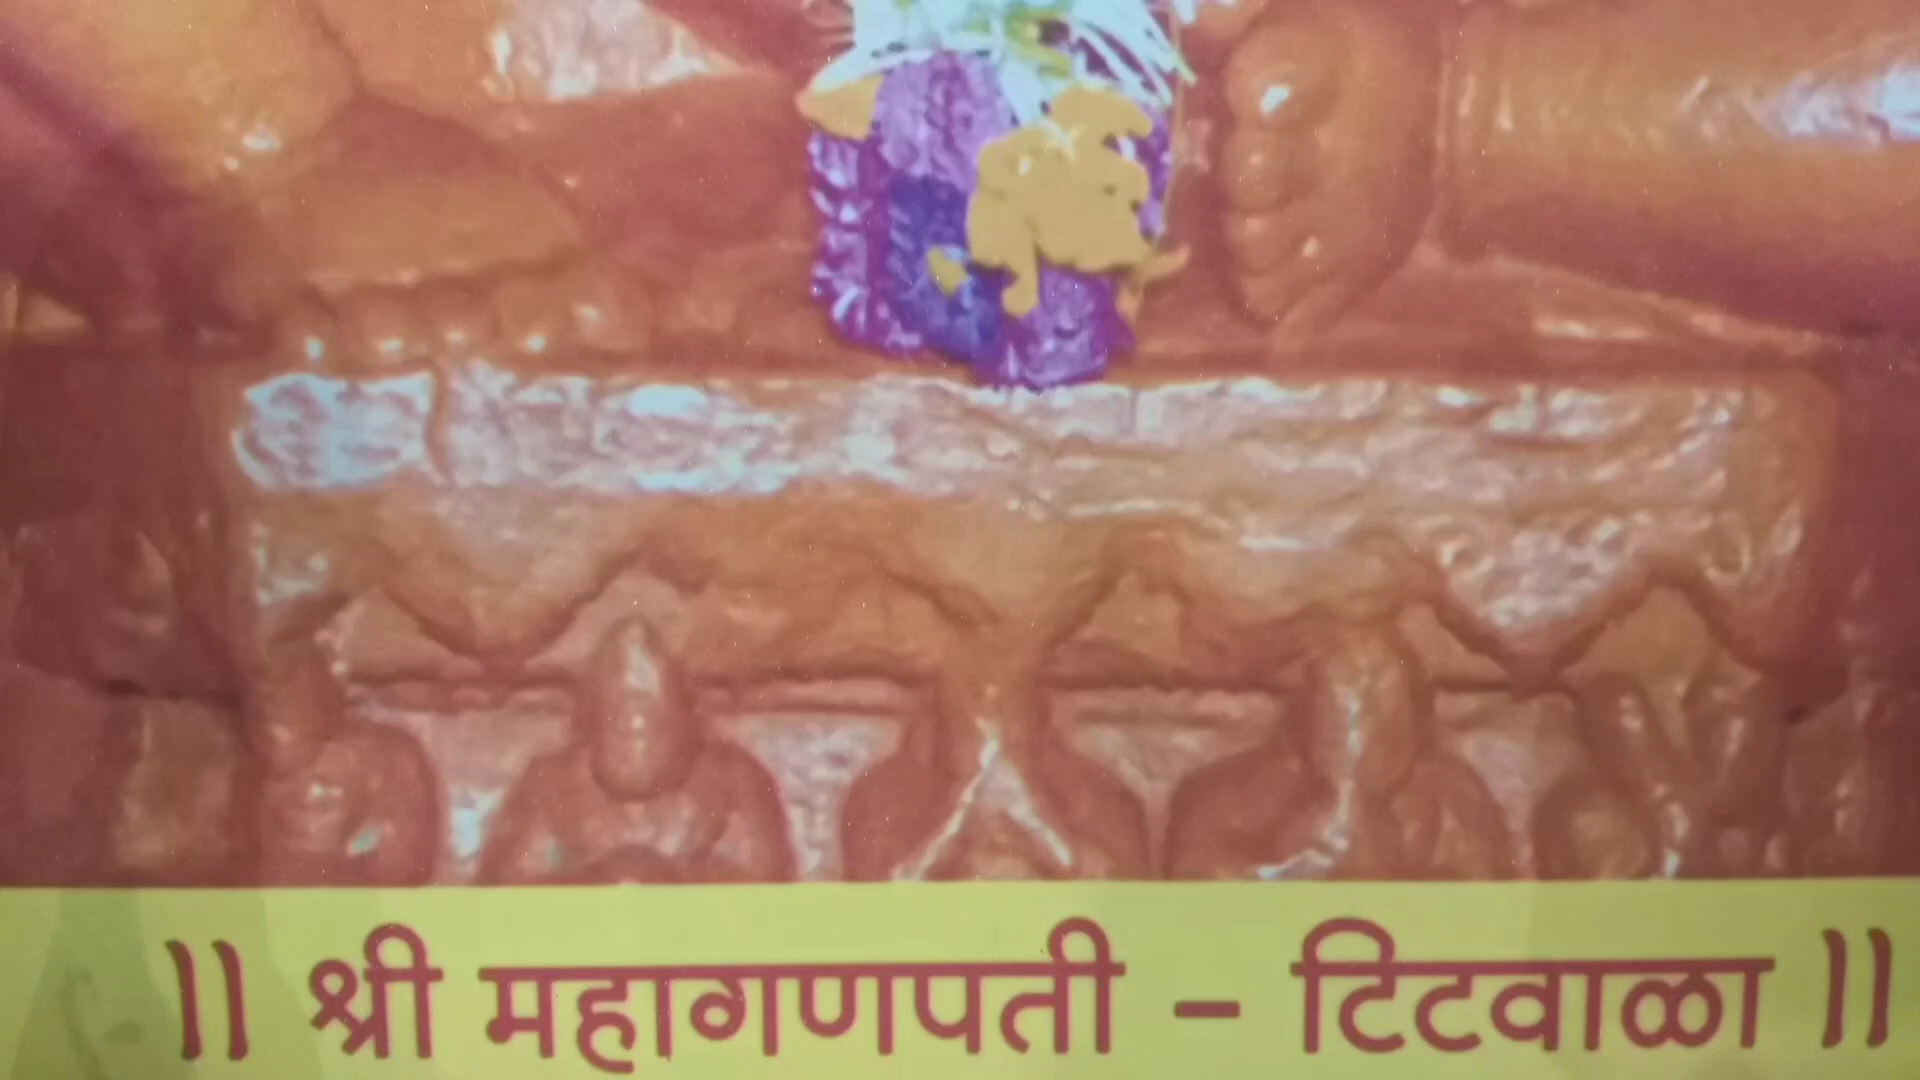 || श्री महागणपती – टिटवाळा ||